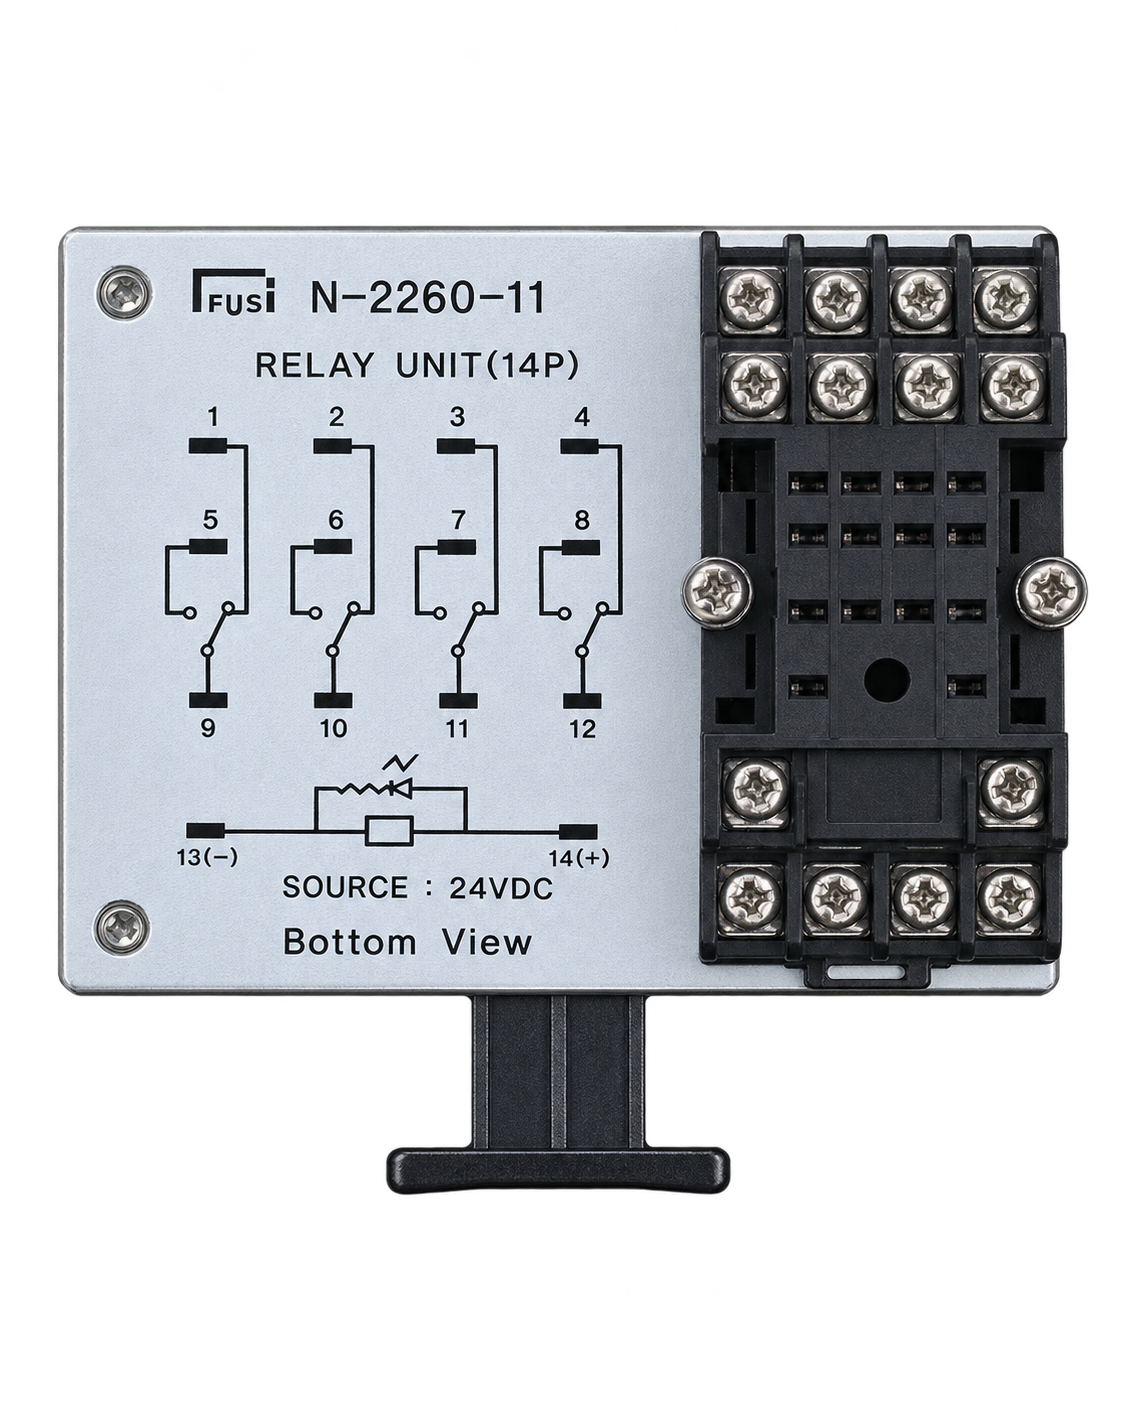 FUSi N-2260-11
RELAY UNIT(14P)
1 2 3 4
5 6 7 8
9 10 11 12
13(-) 14(+)
SOURCE : 24VDC
Bottom View